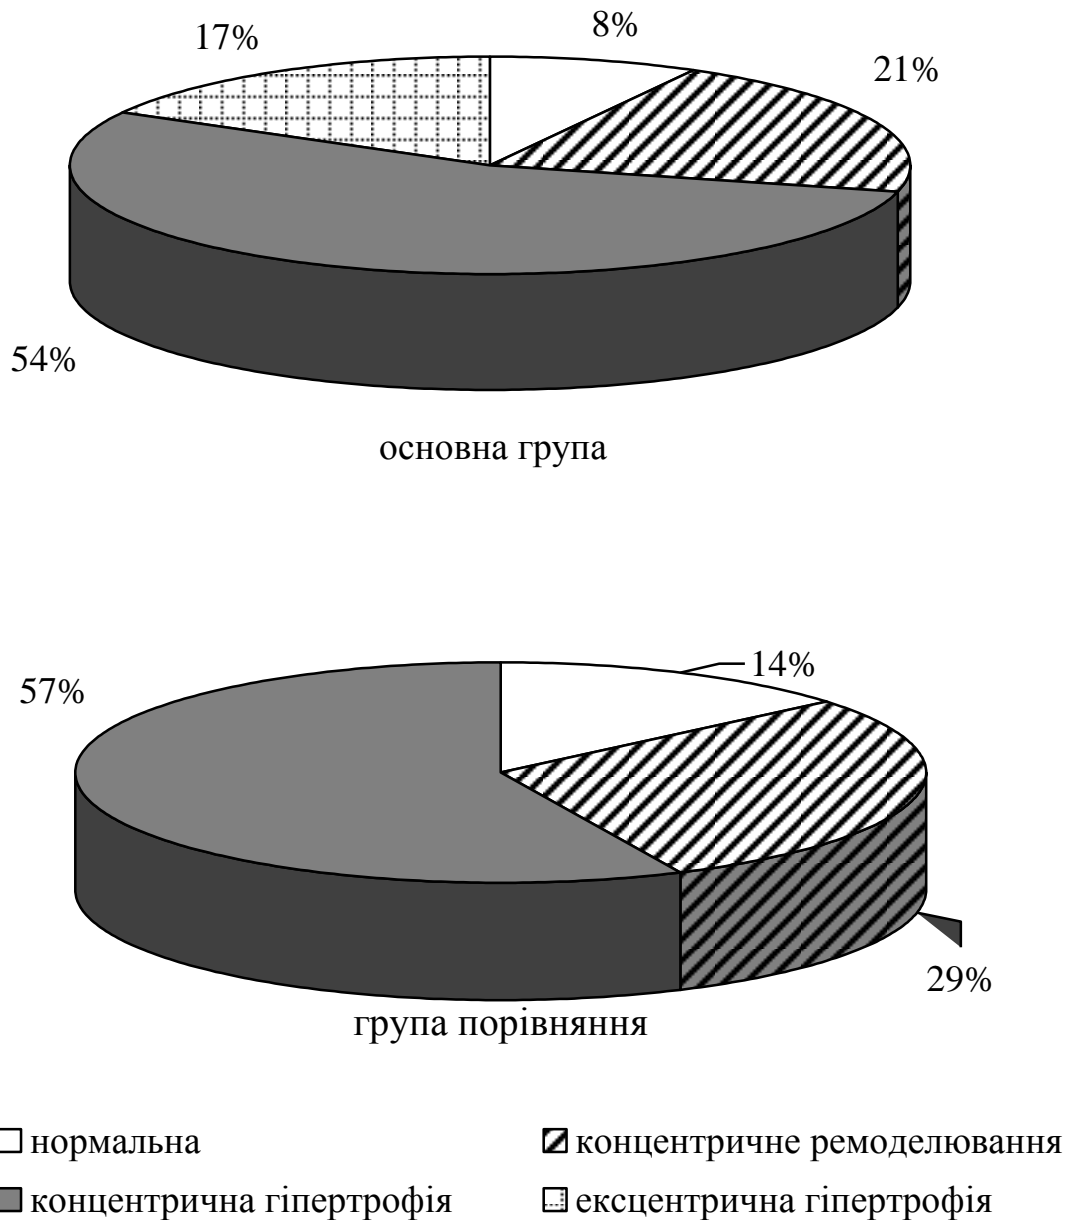 17%
8%
21%
54%
основна група
57%
14%
29%
група порівняння
нормальна
концентричне ремоделювання
концентрична гіпертрофія
ексцентрична гіпертрофія